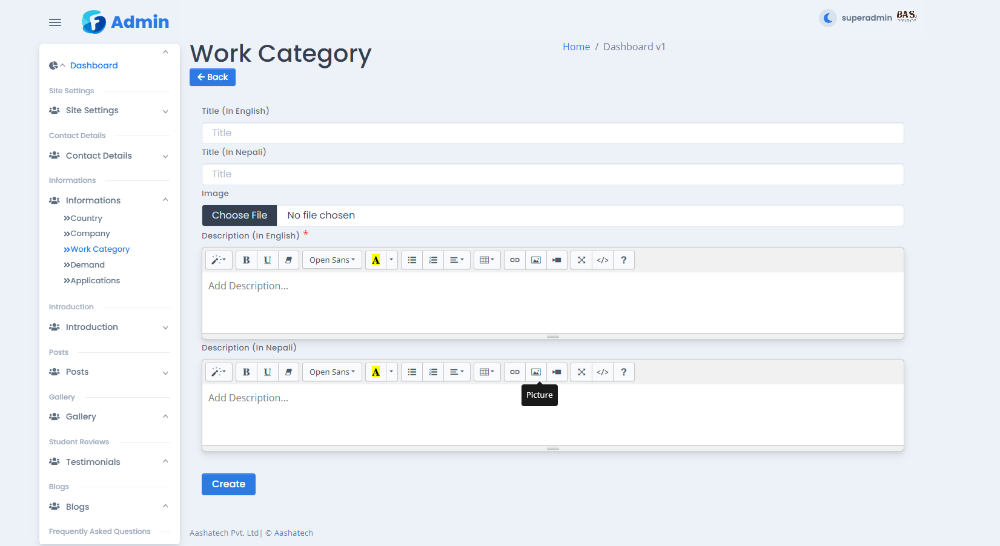 Admin
superadmin
BAS
Dashboard
Site Settings
Site Settings
Contact Details
Contact Details
Informations
Informations
Country
Company
Work Category
Demand
Applications
Introduction
Introduction
Posts
Posts
Gallery
Gallery
Student Reviews
Testimonials
Blogs
Blogs
Frequently Asked Questions
Work Category
Home / Dashboard v1
Back
Title (In English)
Title
Title (In Nepali)
Title
Image
Choose File No file chosen
Description (In English) *
B U Open Sans A </> ?
Add Description...
Description (In Nepali)
B U Open Sans A </> ?
Picture
Add Description...
Create
Aashatech Pvt. Ltd| © Aashatech